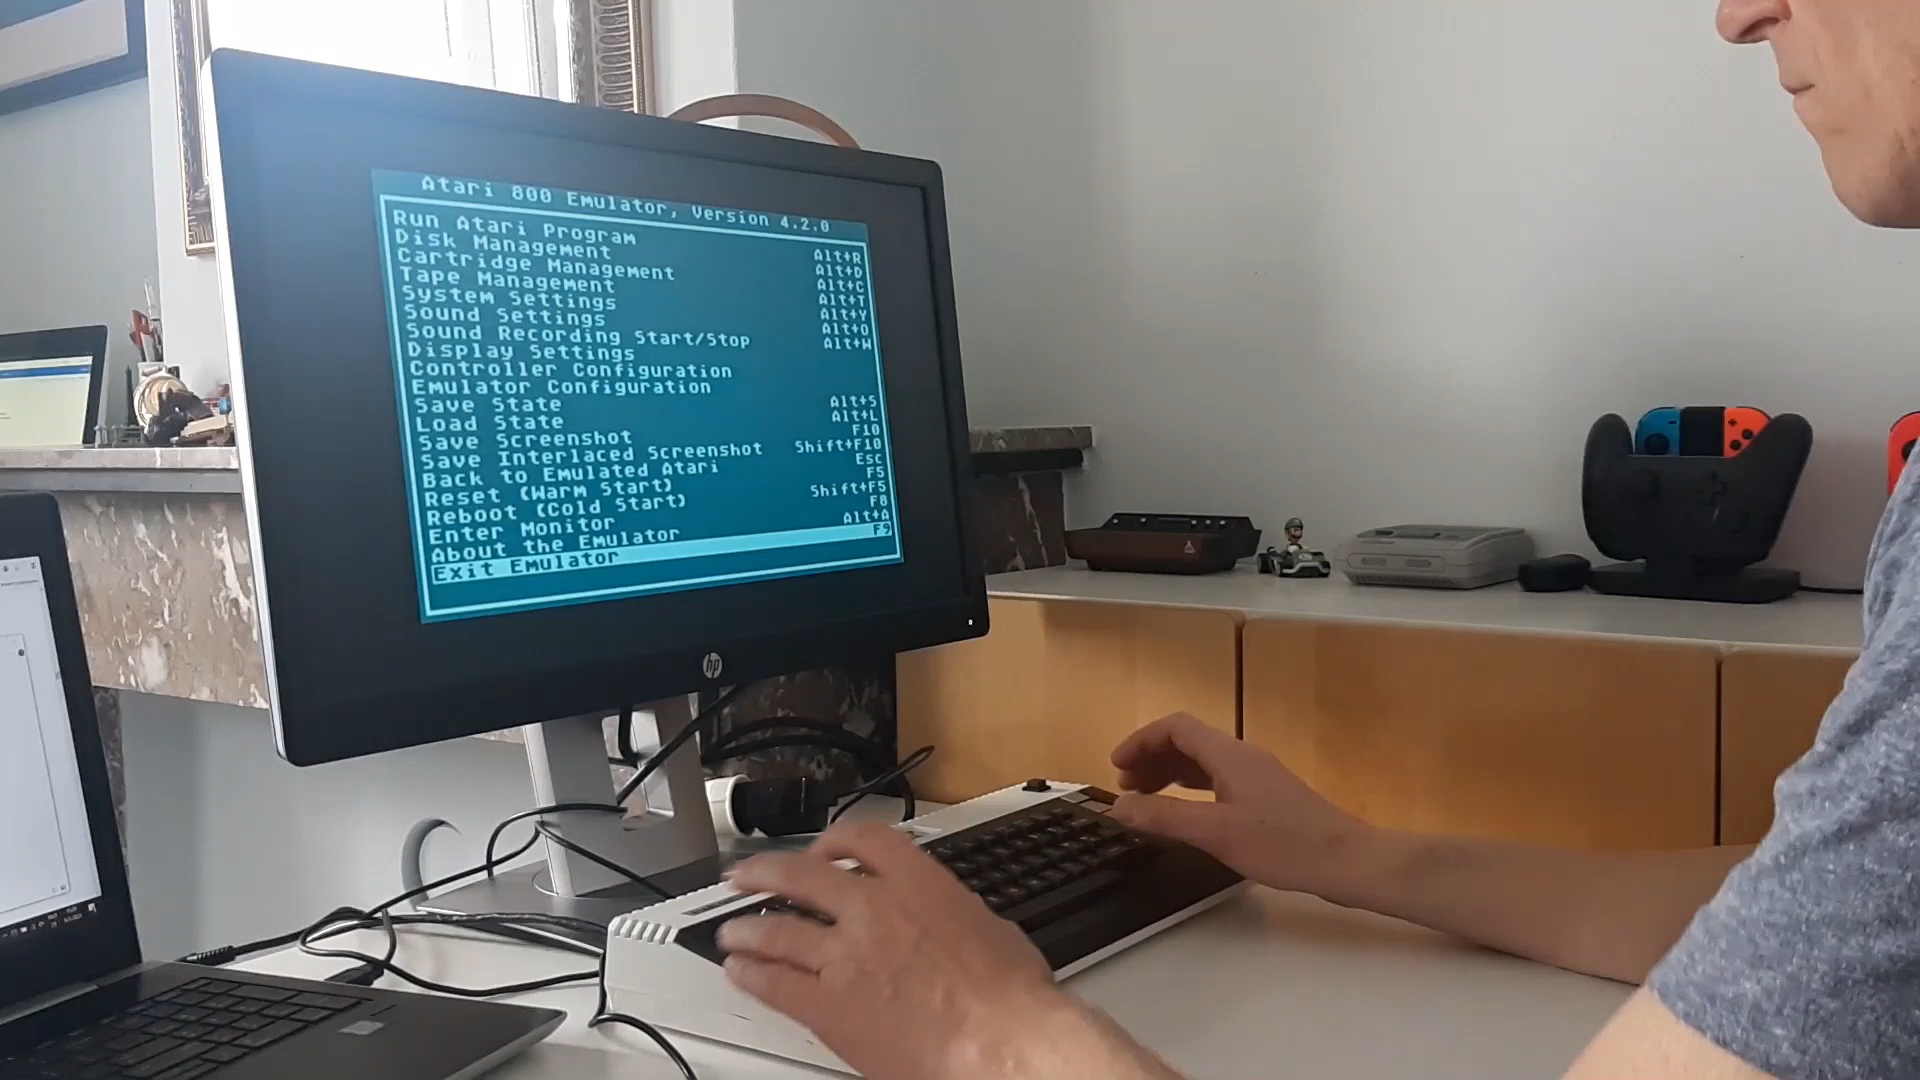 Atari 800 Emulator, Version 4.2.0
Run Atari Program Alt+R
Disk Management Alt+D
Cartridge Management Alt+C
Tape Management Alt+T
System Settings Alt+Y
Sound Settings Alt+O
Sound Recording Start/Stop Alt+W
Display Settings
Controller Configuration
Emulator Configuration
Save State Alt+S
Load State Alt+L
Save Screenshot F10
Save Interlaced Screenshot Shift+F10
Back to Emulated Atari Esc
Reset (Warm Start) F5
Reboot (Cold Start) Shift+F5
Enter Monitor F8
About the Emulator Alt+A
Exit Emulator F9
hp